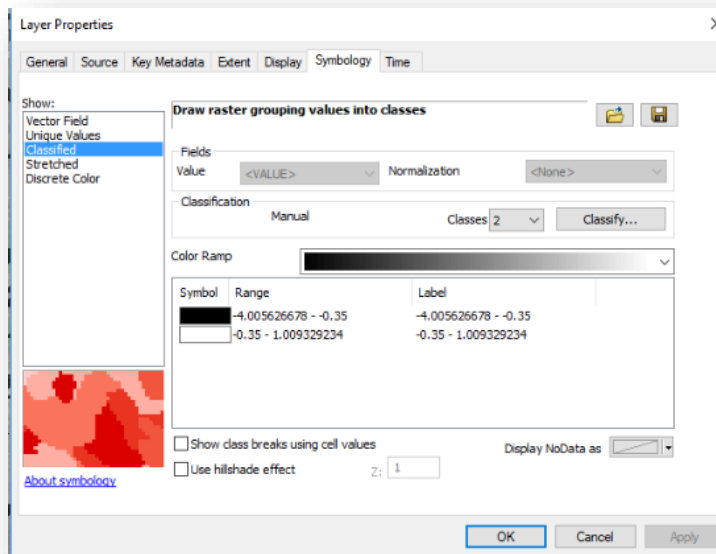 Layer Properties
General Source Key Metadata Extent Display Symbology Time
Show:
Vector Field
Unique Values
Classified
Stretched
Discrete Color
Draw raster grouping values into classes
Fields
Value <VALUE> Normalization <None>
Classification
Manual Classes 2 Classify...
Color Ramp
Symbol Range Label
-4.005626678 - -0.35 -4.005626678 - -0.35
-0.35 - 1.009329234 -0.35 - 1.009329234
Show class breaks using cell values
Display NoData as
Use hillshade effect Z: 1
About symbology
OK Cancel Apply